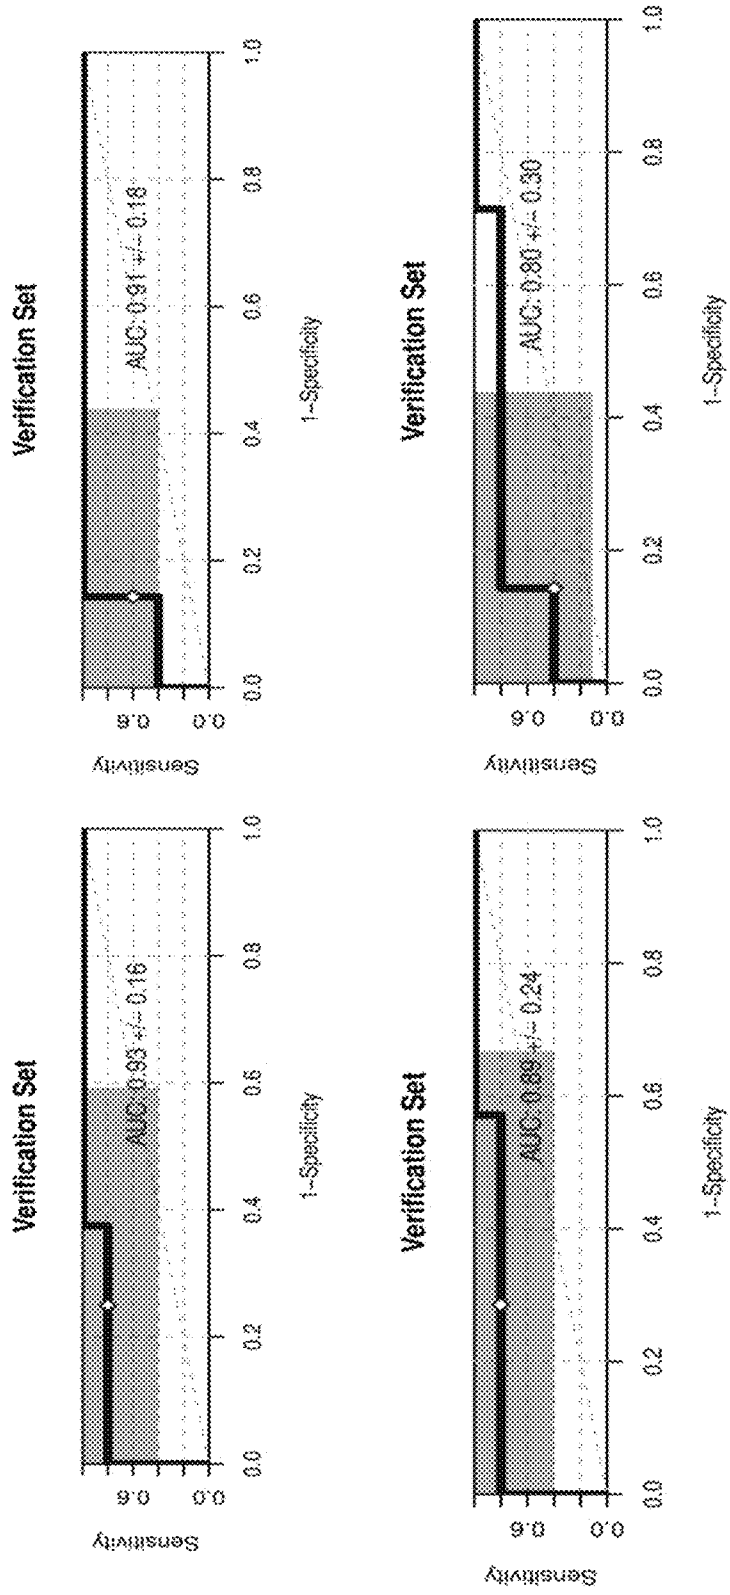 Verification Set
Sensitivity
0.6
0.0
AUC: 0.93 +/- 0.16
0.0 0.2 0.4 0.6 0.8 1.0
1-Specificity
Verification Set
Sensitivity
0.6
0.0
AUC: 0.91 +/- 0.18
0.0 0.2 0.4 0.6 0.8 1.0
1-Specificity
Verification Set
Sensitivity
0.6
0.0
AUC: 0.89 +/- 0.24
0.0 0.2 0.4 0.6 0.8 1.0
1-Specificity
Verification Set
Sensitivity
0.6
0.0
AUC: 0.80 +/- 0.30
0.0 0.2 0.4 0.6 0.8 1.0
1-Specificity